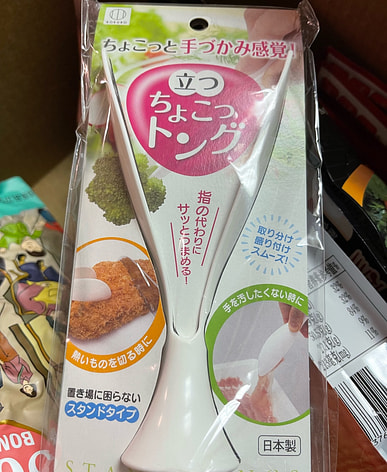 KOKUBO
ちょこっと手づかみ感覚!
立つ
ちょこっ
トング
指の代わりに
サッとつまめる!
取り分け
盛り付け
スムーズ!
熱いものを切る時に
手を汚したくない時に
置き場に困らない
スタンドタイプ
日本製
BON